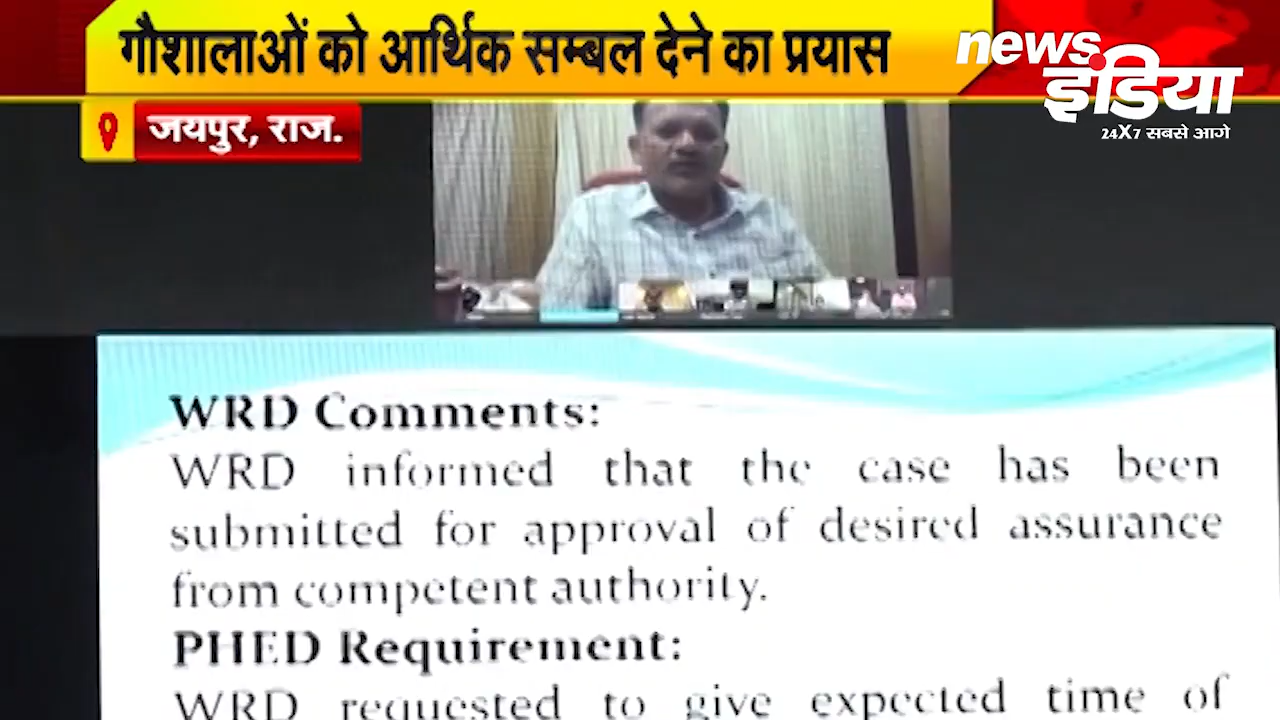 गौशालाओं को आर्थिक सम्बल देने का प्रयास
news
इंडिया
24X7 सबसे आगे
जयपुर, राज.
WRD Comments:
WRD informed that the case has been
submitted for approval of desired assurance
from competent authority.
PHED Requirement:
WRD requested to give expected time of